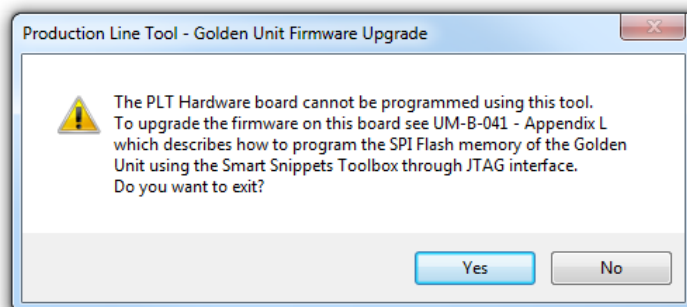 Production Line Tool - Golden Unit Firmware Upgrade
The PLT Hardware board cannot be programmed using this tool.
To upgrade the firmware on this board see UM-B-041 - Appendix L
which describes how to program the SPI Flash memory of the Golden
Unit using the Smart Snippets Toolbox through JTAG interface.
Do you want to exit?
Yes No